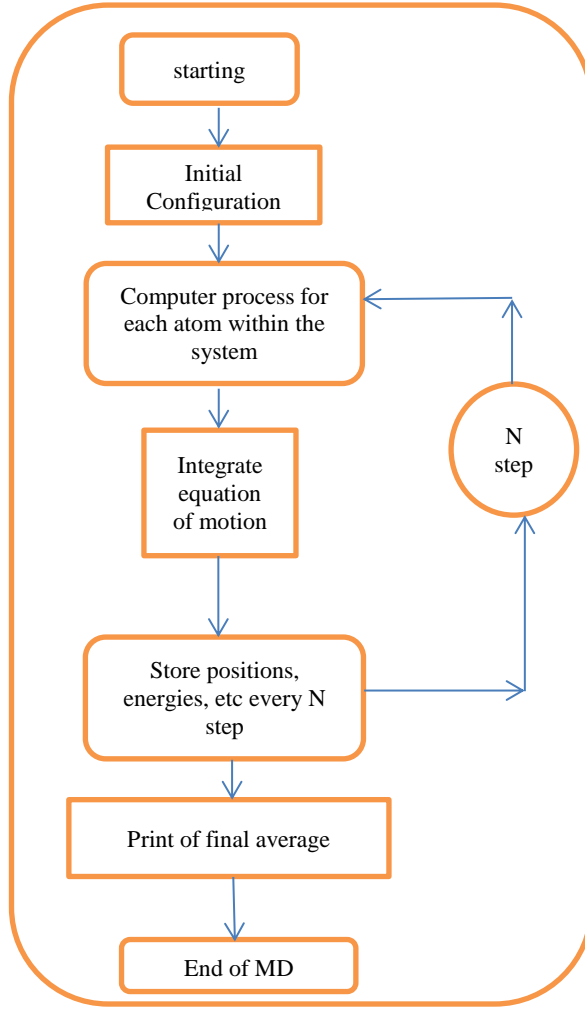 starting
Initial
Configuration
Computer process for
each atom within the
system
N
step
Integrate
equation
of motion
Store positions,
energies, etc every N
step
Print of final average
End of MD